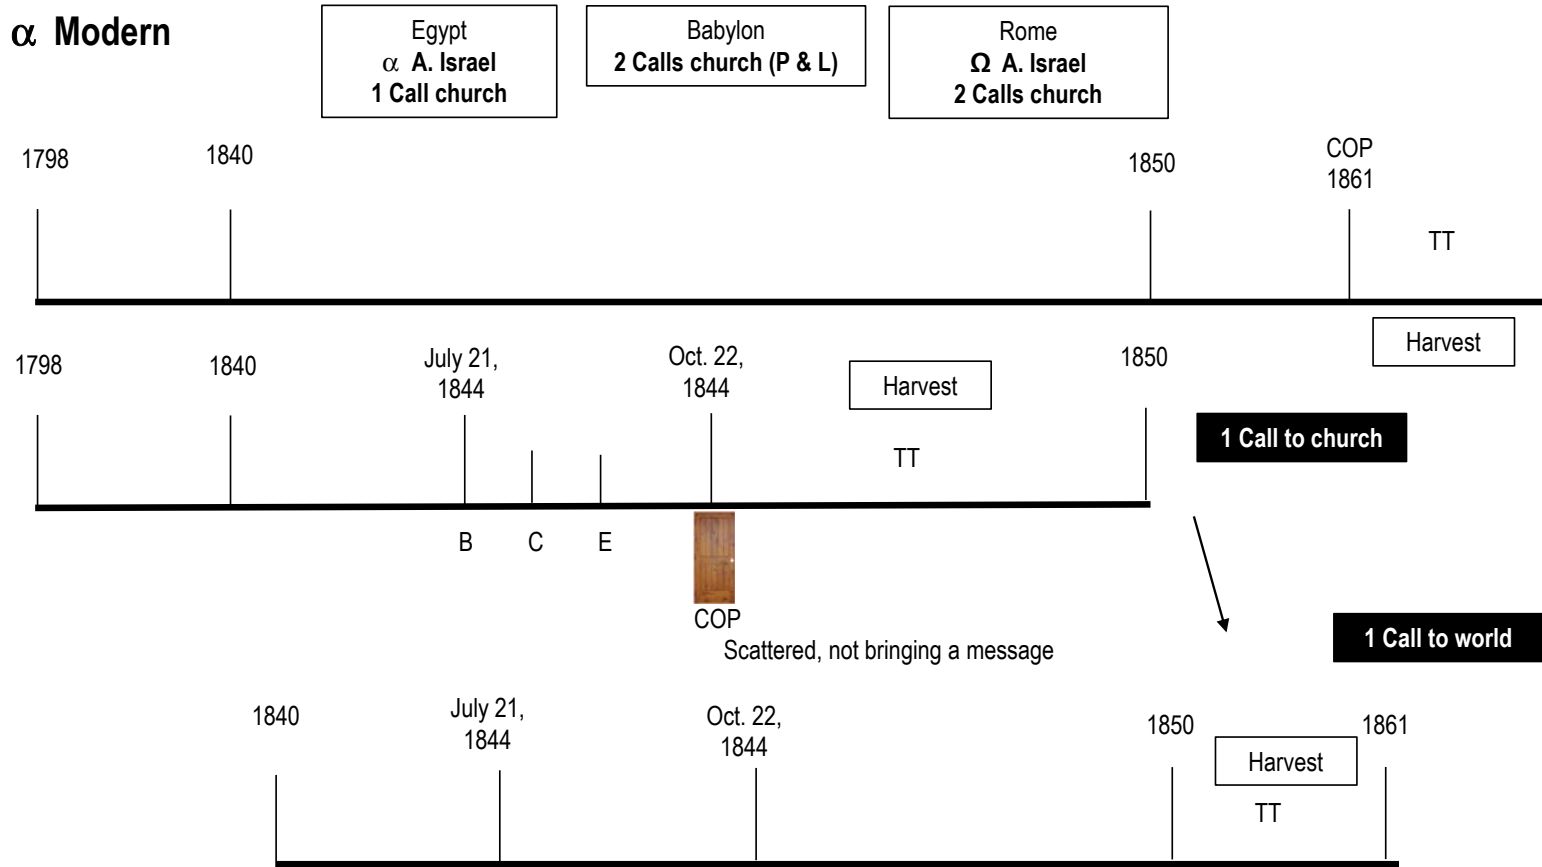 α Modern
Egypt
α A. Israel
1 Call church
Babylon
2 Calls church (P & L)
Rome
Ω A. Israel
2 Calls church
1798
1840
1850
COP
1861
TT
Harvest
1798
1840
July 21,
1844
Oct. 22,
1844
Harvest
1850
TT
1 Call to church
B
C
E
COP
Scattered, not bringing a message
1 Call to world
1840
July 21,
1844
Oct. 22,
1844
1850
1861
Harvest
TT